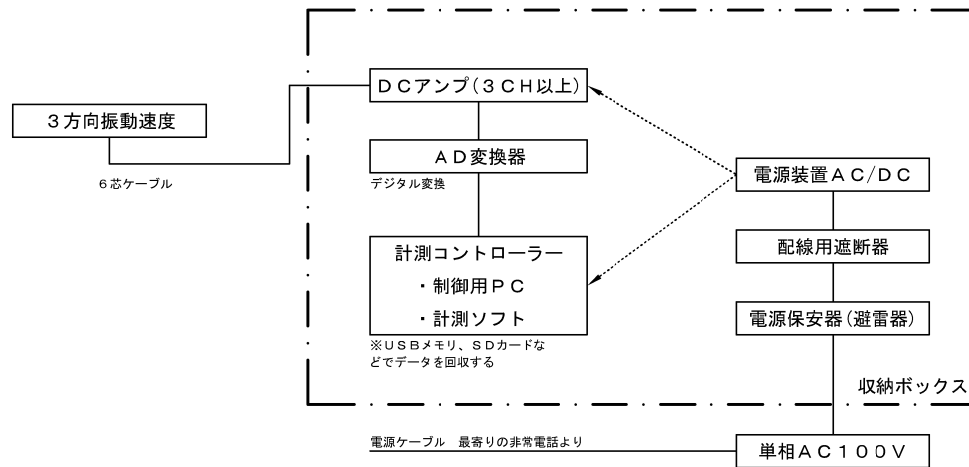 ３方向振動速度
６芯ケーブル
ＤＣアンプ(３ＣＨ以上)
ＡＤ変換器
デジタル変換
計測コントローラー
・制御用ＰＣ
・計測ソフト
※ＵＳＢメモリ、ＳＤカードな
どでデータを回収する
電源装置ＡＣ/ＤＣ
配線用遮断器
電源保安器(避雷器)
収納ボックス
電源ケーブル　最寄りの非常電話より
単相ＡＣ１００Ｖ